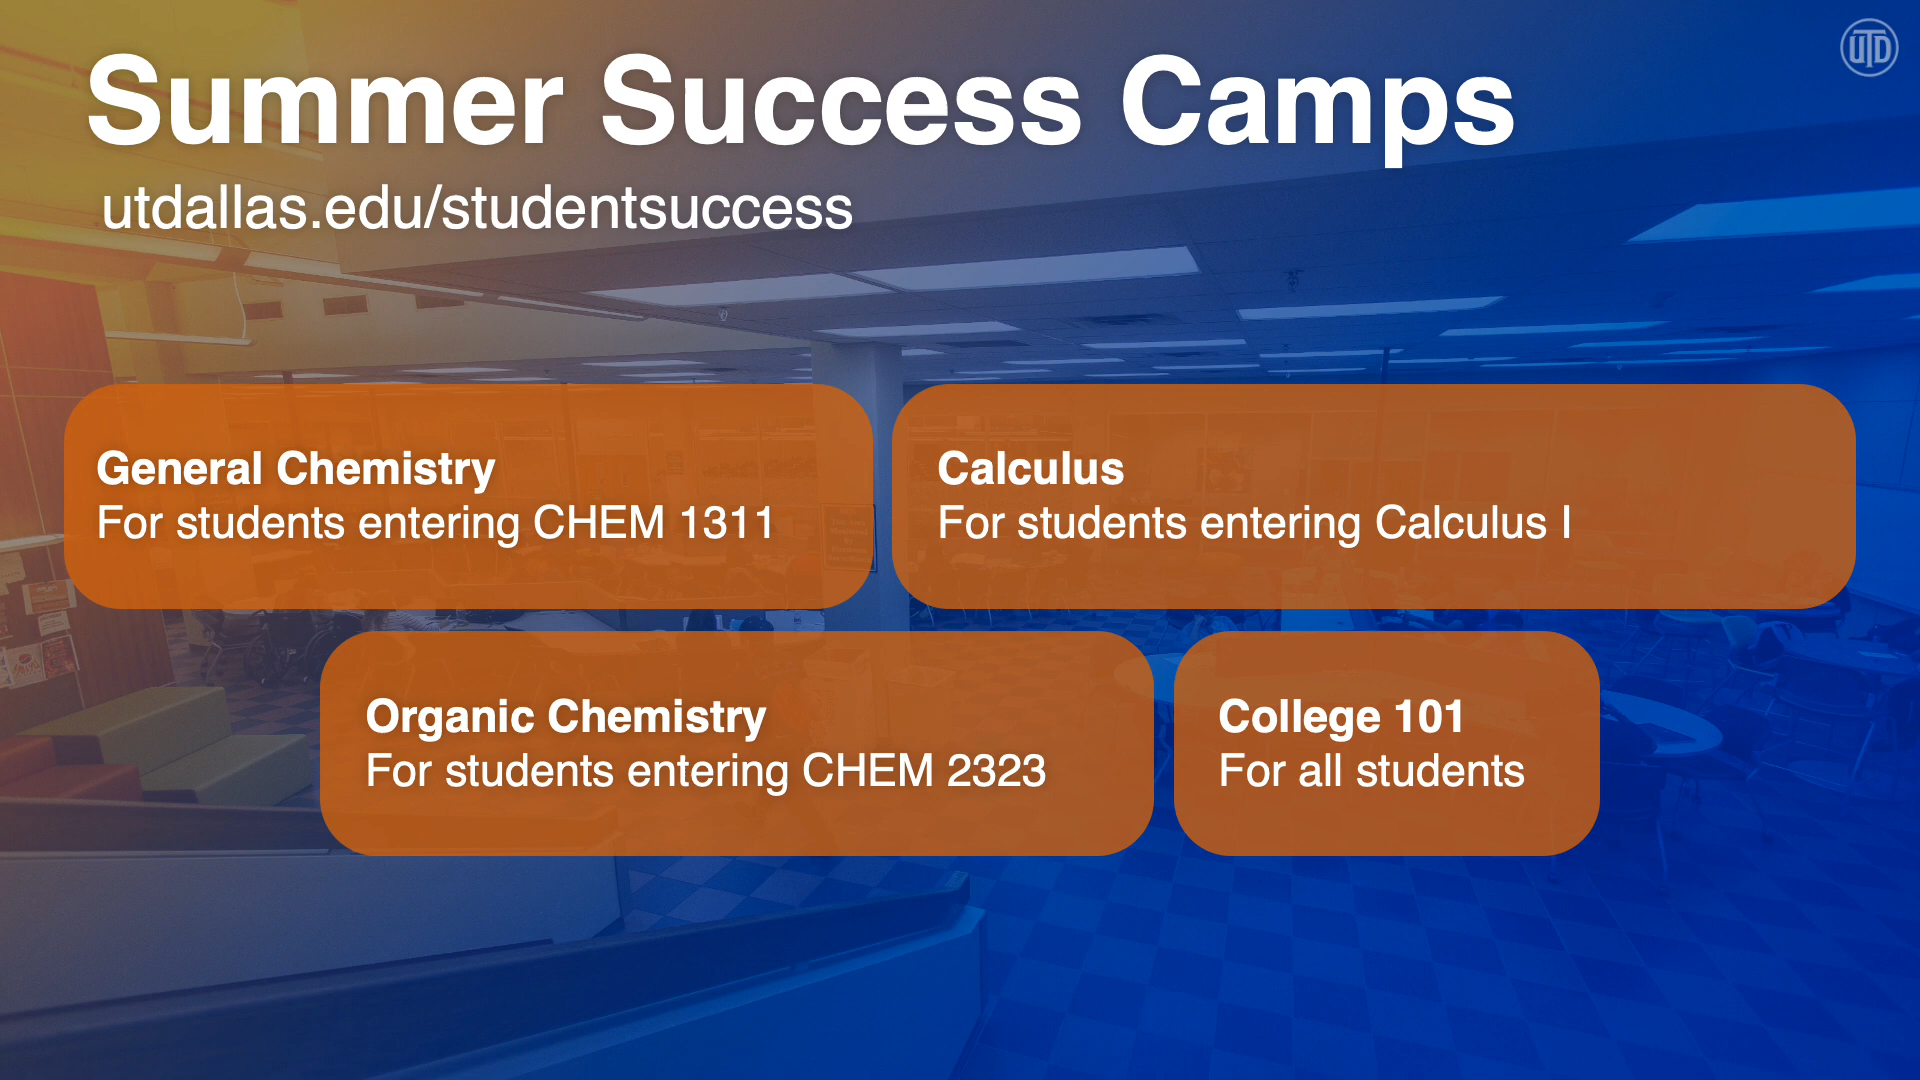 UTD
Summer Success Camps
utdallas.edu/studentsuccess
General Chemistry
For students entering CHEM 1311
Calculus
For students entering Calculus I
Organic Chemistry
For students entering CHEM 2323
College 101
For all students